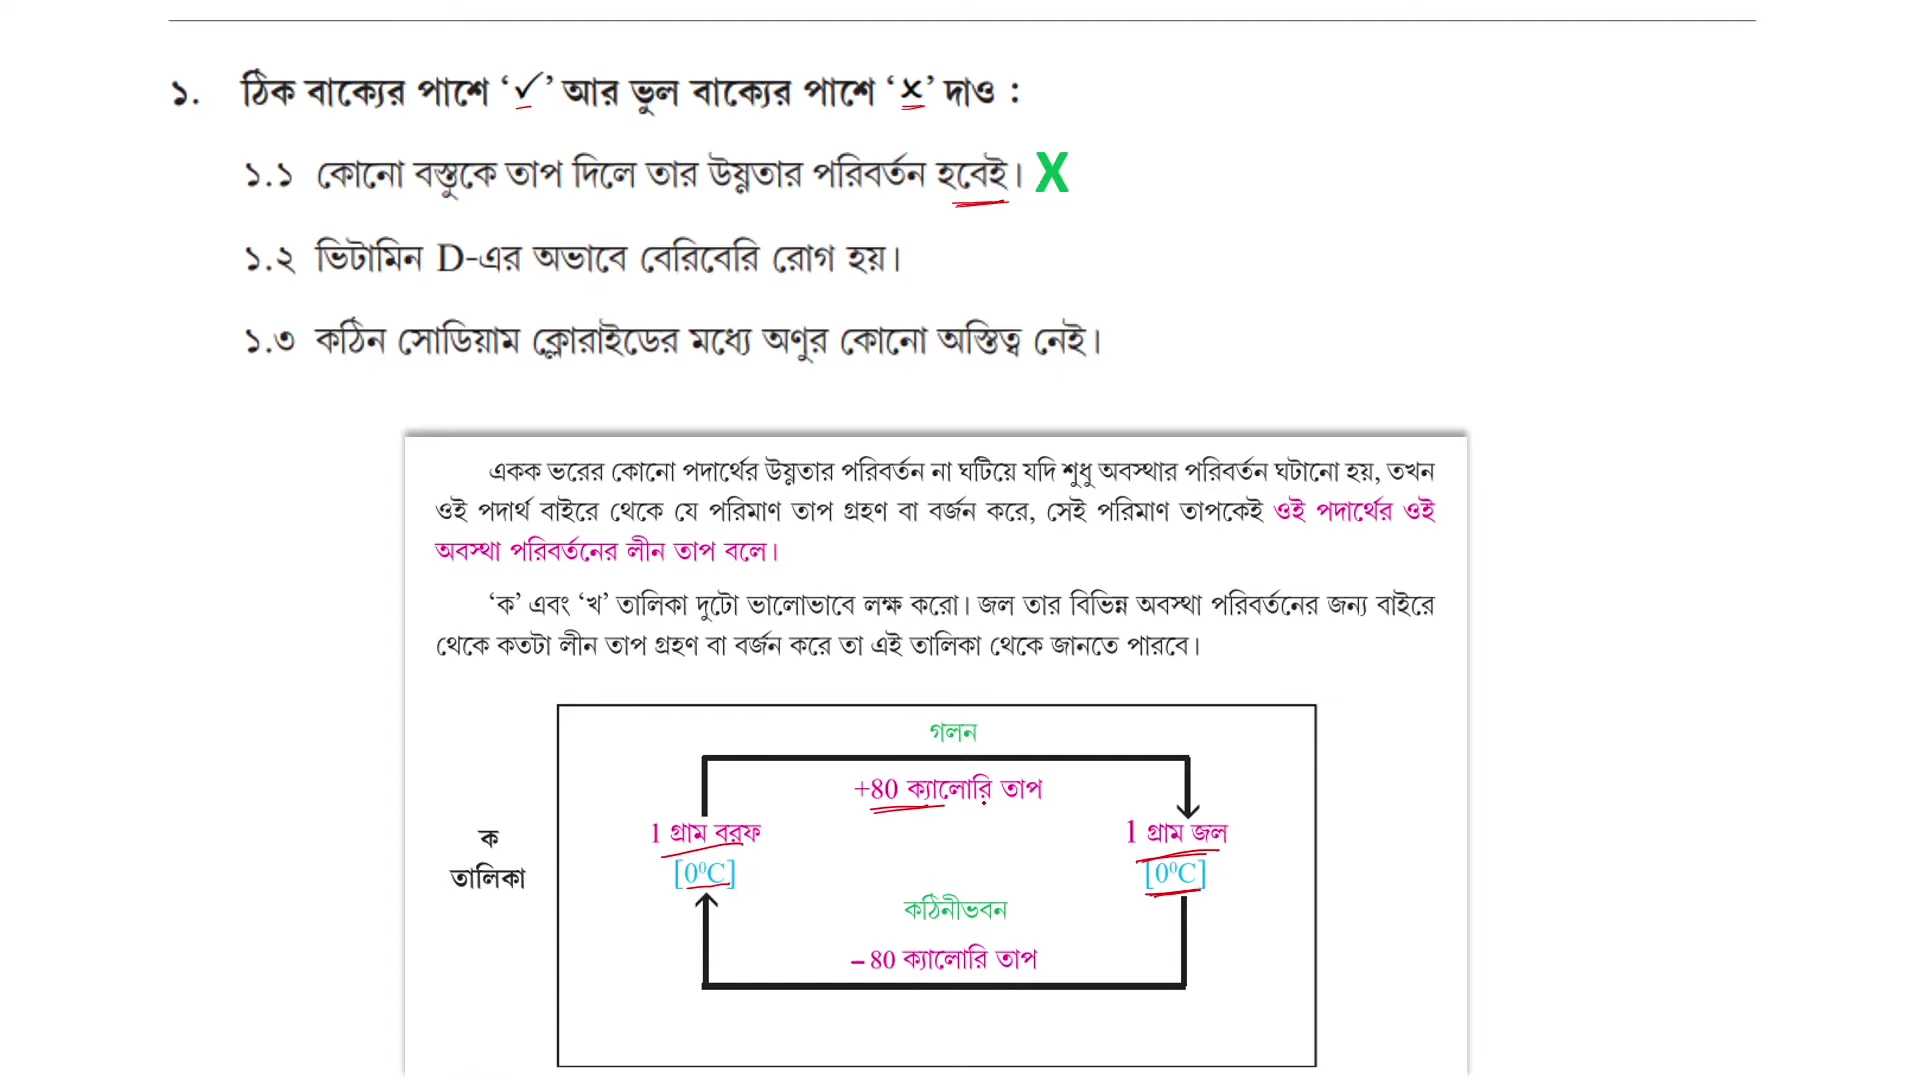 ১. ঠিক বাক্যের পাশে ‘✓’ আর ভুল বাক্যের পাশে ‘×’ দাও :
১.১ কোনো বস্তুকে তাপ দিলে তার উষ্ণতার পরিবর্তন হবেই। X
১.২ ভিটামিন D-এর অভাবে বেরিবেরি রোগ হয়।
১.৩ কঠিন সোডিয়াম ক্লোরাইডের মধ্যে অণুর কোনো অস্তিত্ব নেই।
একক ভরের কোনো পদার্থের উষ্ণতার পরিবর্তন না ঘটিয়ে যদি শুধু অবস্থার পরিবর্তন ঘটানো হয়, তখন
ওই পদার্থ বাইরে থেকে যে পরিমাণ তাপ গ্রহণ বা বর্জন করে, সেই পরিমাণ তাপকেই ওই পদার্থের ওই
অবস্থা পরিবর্তনের লীন তাপ বলে।
‘ক’ এবং ‘খ’ তালিকা দুটো ভালোভাবে লক্ষ করো। জল তার বিভিন্ন অবস্থা পরিবর্তনের জন্য বাইরে
থেকে কতটা লীন তাপ গ্রহণ বা বর্জন করে তা এই তালিকা থেকে জানতে পারবে।
গলন
+80 ক্যালোরি তাপ
1 গ্রাম বরফ 1 গ্রাম জল
ক
[0⁰C] [0⁰C]
তালিকা
কঠিনীভবন
– 80 ক্যালোরি তাপ